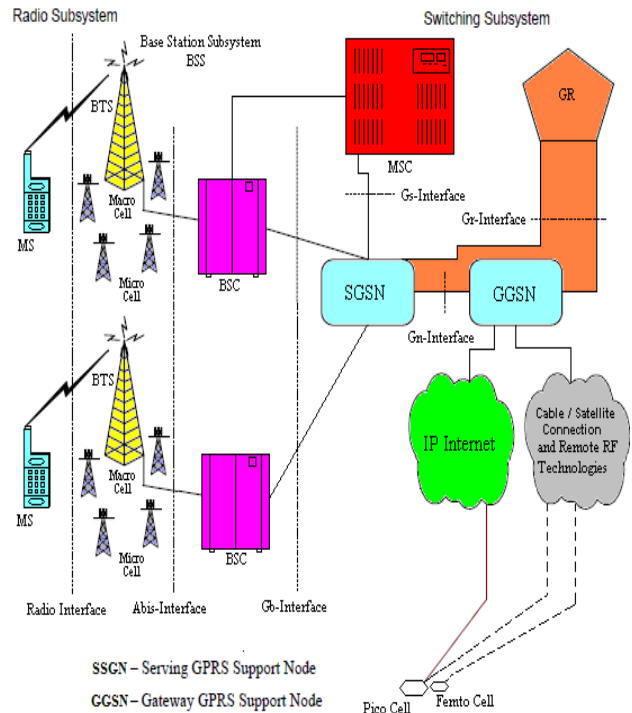 Radio Subsystem
Switching Subsystem
Base Station Subsystem
BSS
BTS
MS
Macro
Cell
Micro
Cell
BSC
MSC
GR
Gs-Interface
Gr-Interface
SGSN
GGSN
Gn-Interface
BTS
MS
Macro
Cell
Micro
Cell
BSC
IP Internet
Cable / Satellite
Connection
and Remote RF
Technologies
Radio Interface
Abis-Interface
Gb-Interface
SSGN – Serving GPRS Support Node
GGSN – Gateway GPRS Support Node
Pico Cell
Femto Cell